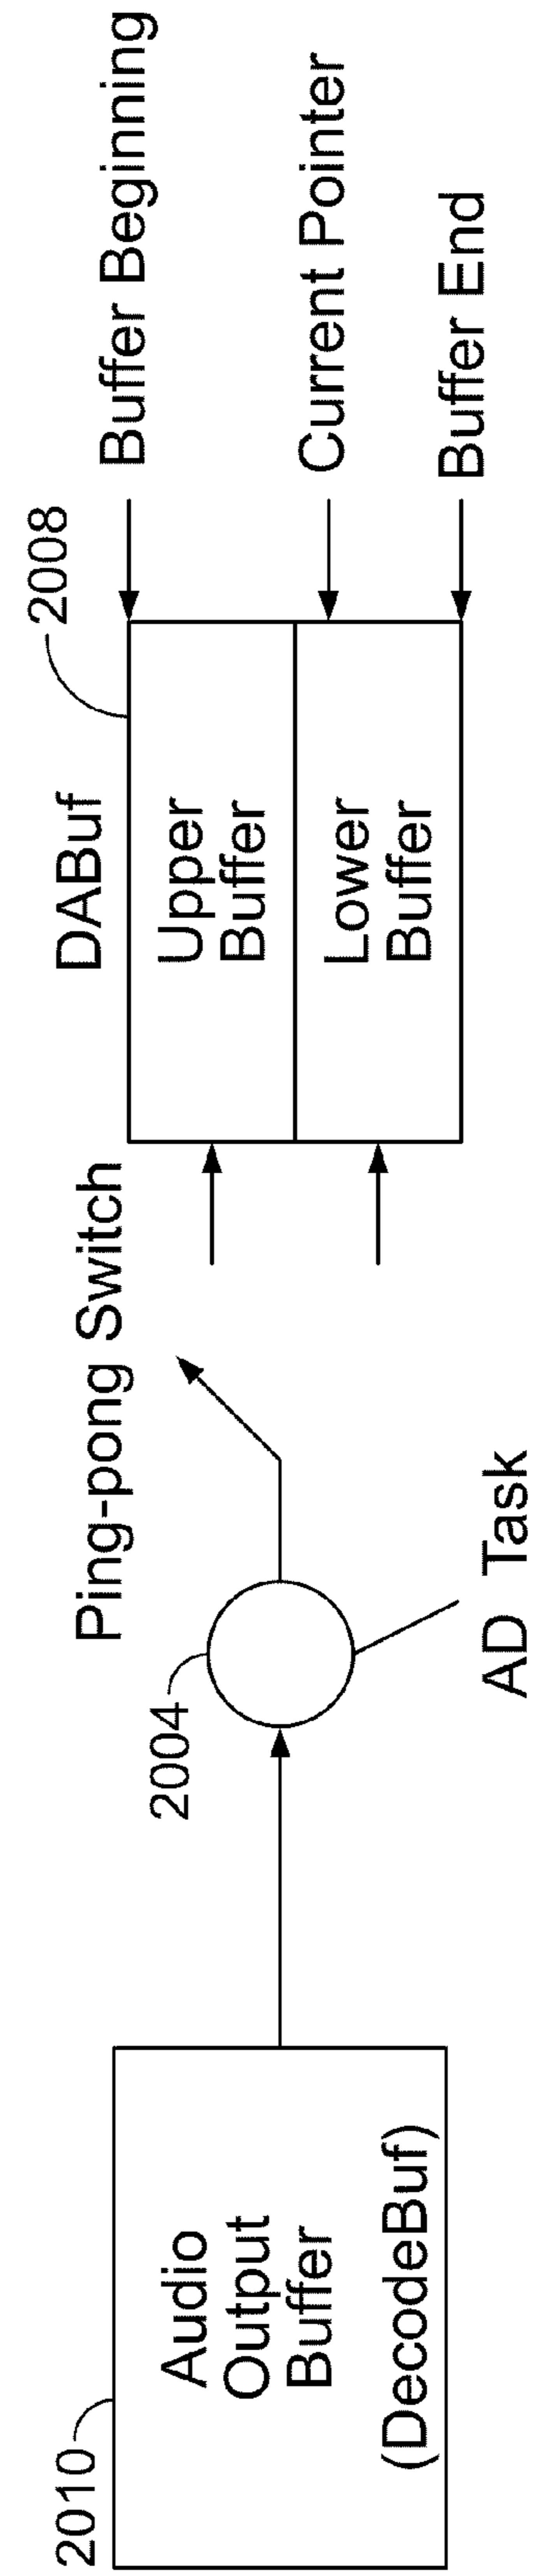 2010
Audio
Output
Buffer
(DecodeBuf)
2004
AD Task
Ping-pong Switch
DABuf
2008
Upper
Buffer
Lower
Buffer
Buffer Beginning
Current Pointer
Buffer End